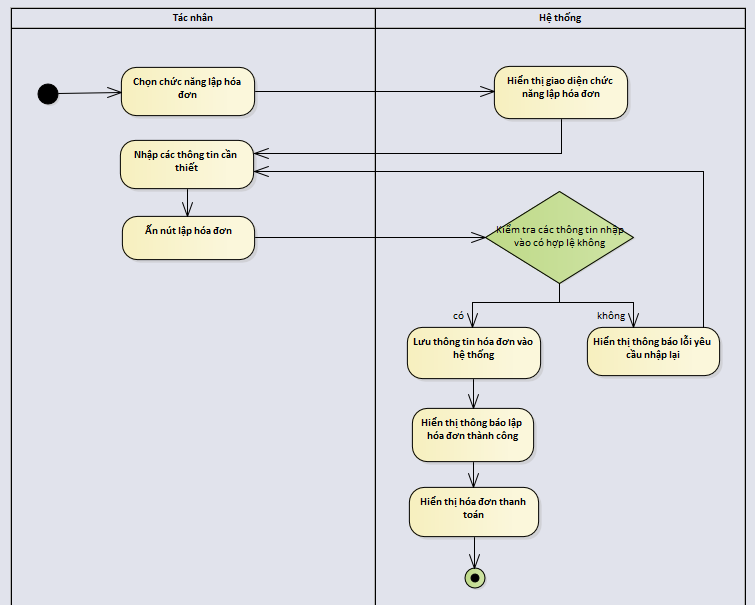 Tác nhân
Hệ thống
Chọn chức năng lập hóa
đơn
Hiển thị giao diện chức
năng lập hóa đơn
Nhập các thông tin cần
thiết
Ấn nút lập hóa đơn
Kiểm tra các thông tin nhập
vào có hợp lệ không
có
không
Lưu thông tin hóa đơn vào
hệ thống
Hiển thị thông báo lỗi yêu
cầu nhập lại
Hiển thị thông báo lập
hóa đơn thành công
Hiển thị hóa đơn thanh
toán